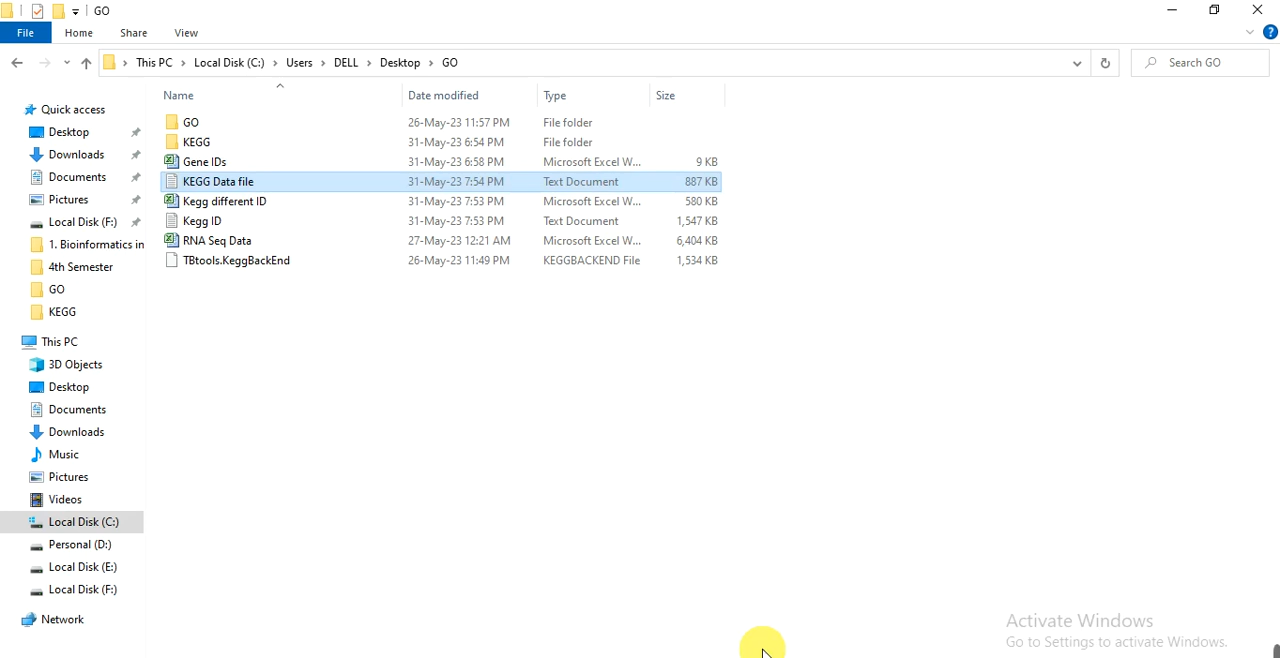 GO
File Home Share View
This PC Local Disk (C:) Users DELL Desktop GO
Search GO
Name Date modified Type Size
GO 26-May-23 11:57 PM File folder
KEGG 31-May-23 6:54 PM File folder
Gene IDs 31-May-23 6:58 PM Microsoft Excel W... 9 KB
KEGG Data file 31-May-23 7:54 PM Text Document 887 KB
Kegg different ID 31-May-23 7:53 PM Microsoft Excel W... 580 KB
Kegg ID 31-May-23 7:53 PM Text Document 1,547 KB
RNA Seq Data 27-May-23 12:21 AM Microsoft Excel W... 6,404 KB
TBtools.KeggBackEnd 26-May-23 11:49 PM KEGGBACKEND File 1,534 KB
Quick access
Desktop
Downloads
Documents
Pictures
Local Disk (F:)
1. Bioinformatics in
4th Semester
GO
KEGG
This PC
3D Objects
Desktop
Documents
Downloads
Music
Pictures
Videos
Local Disk (C:)
Personal (D:)
Local Disk (E:)
Local Disk (F:)
Network
Activate Windows
Go to Settings to activate Windows.